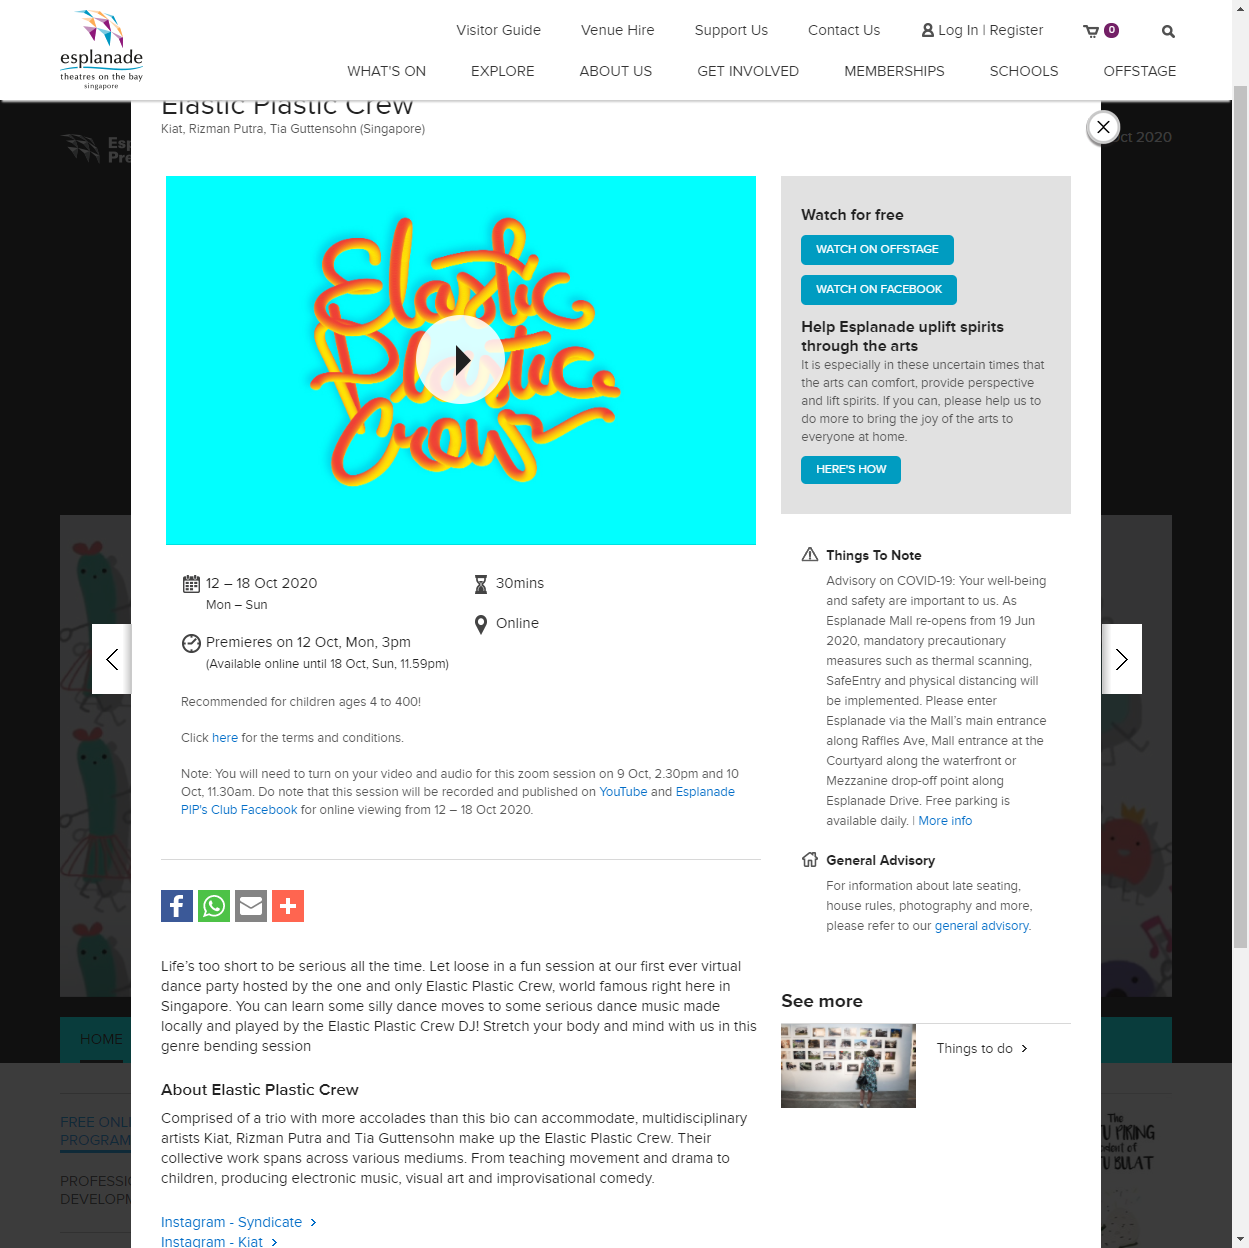 esplanade
theatres on the bay
singapore
Visitor Guide
Venue Hire
Support Us
Contact Us
Log In | Register
0
WHAT'S ON
EXPLORE
ABOUT US
GET INVOLVED
MEMBERSHIPS
SCHOOLS
OFFSTAGE
Elastic Plastic Crew
Kiat, Rizman Putra, Tia Guttensohn (Singapore)
Oct 2020
Elastic
Plastic
Crew
Watch for free
WATCH ON OFFSTAGE
WATCH ON FACEBOOK
Help Esplanade uplift spirits
through the arts
It is especially in these uncertain times that
the arts can comfort, provide perspective
and lift spirits. If you can, please help us to
do more to bring the joy of the arts to
everyone at home.
HERE'S HOW
12 – 18 Oct 2020
Mon – Sun
30mins
Premieres on 12 Oct, Mon, 3pm
(Available online until 18 Oct, Sun, 11.59pm)
Online
Recommended for children ages 4 to 400!
Click here for the terms and conditions.
Note: You will need to turn on your video and audio for this zoom session on 9 Oct, 2.30pm and 10
Oct, 11.30am. Do note that this session will be recorded and published on YouTube and Esplanade
PIP's Club Facebook for online viewing from 12 – 18 Oct 2020.
Things To Note
Advisory on COVID-19: Your well-being
and safety are important to us. As
Esplanade Mall re-opens from 19 Jun
2020, mandatory precautionary
measures such as thermal scanning,
SafeEntry and physical distancing will
be implemented. Please enter
Esplanade via the Mall's main entrance
along Raffles Ave, Mall entrance at the
Courtyard along the waterfront or
Mezzanine drop-off point along
Esplanade Drive. Free parking is
available daily. | More info
General Advisory
For information about late seating,
house rules, photography and more,
please refer to our general advisory.
Life's too short to be serious all the time. Let loose in a fun session at our first ever virtual
dance party hosted by the one and only Elastic Plastic Crew, world famous right here in
Singapore. You can learn some silly dance moves to some serious dance music made
locally and played by the Elastic Plastic Crew DJ! Stretch your body and mind with us in this
genre bending session
About Elastic Plastic Crew
Comprised of a trio with more accolades than this bio can accommodate, multidisciplinary
artists Kiat, Rizman Putra and Tia Guttensohn make up the Elastic Plastic Crew. Their
collective work spans across various mediums. From teaching movement and drama to
children, producing electronic music, visual art and improvisational comedy.
Instagram - Syndicate
Instagram - Kiat
See more
Things to do
HOME
FREE ONLI
PROGRAM
PROFESSI
DEVELOPM
The
TU PIKING
TU BULAT